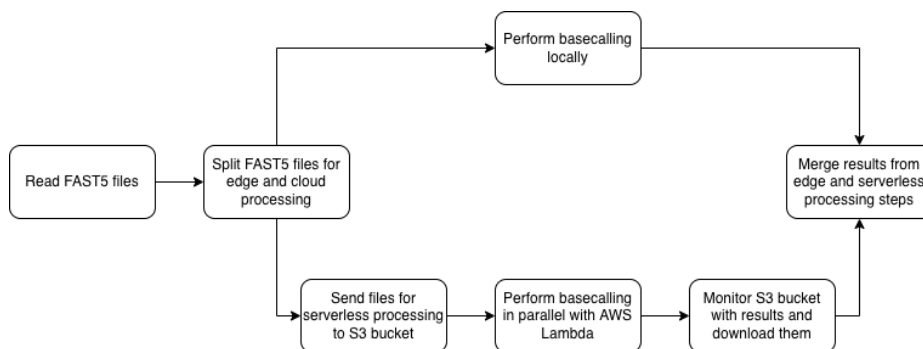 Read FAST5 files
Split FAST5 files for
edge and cloud
processing
Perform basecalling
locally
Send files for
serverless processing
to S3 bucket
Perform basecalling
in parallel with AWS
Lambda
Monitor S3 bucket
with results and
download them
Merge results from
edge and serverless
processing steps